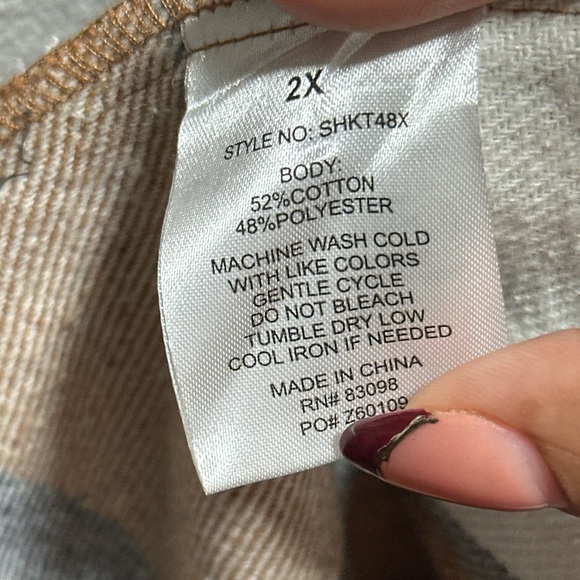 2X
STYLE NO: SHKT48X
BODY:
52%COTTON
48%POLYESTER
MACHINE WASH COLD
WITH LIKE COLORS
GENTLE CYCLE
DO NOT BLEACH
TUMBLE DRY LOW
COOL IRON IF NEEDED
MADE IN CHINA
RN# 83098
PO# Z60109